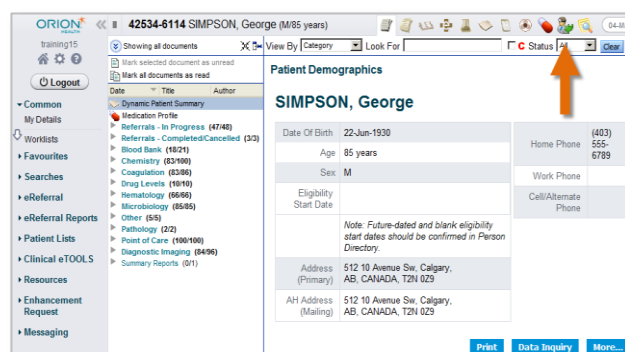 ORION
HEALTH
training15
Logout
Common
My Details
Worklists
Favourites
Searches
eReferral
eReferral Reports
Patient Lists
Clinical eTOOLS
Resources
Enhancement
Request
Messaging
42534-6114 SIMPSON, George (M/85 years)
Showing all documents
Mark selected document as unread
Mark all documents as read
Date Title Author
Dynamic Patient Summary
Medication Profile
Referrals - In Progress (47/48)
Referrals - Completed/Cancelled (3/3)
Blood Bank (18/21)
Chemistry (83/100)
Coagulation (83/86)
Drug Levels (10/10)
Hematology (66/66)
Microbiology (85/85)
Other (5/5)
Pathology (2/2)
Point of Care (100/100)
Diagnostic Imaging (84/96)
Summary Reports (0/1)
04-M
View By Category Look For C Status All Clear
Patient Demographics
SIMPSON, George
Date Of Birth 22-Jun-1930
Age 85 years
Sex M
Eligibility
Start Date
Note: Future-dated and blank eligibility
start dates should be confirmed in Person
Directory.
Address
(Primary)
512 10 Avenue Sw, Calgary,
AB, CANADA, T2N 0Z9
AH Address
(Mailing)
512 10 Avenue Sw, Calgary,
AB, CANADA, T2N 0Z9
Home Phone
(403)
555-
6789
Work Phone
Cell/Alternate
Phone
Print Data Inquiry More...